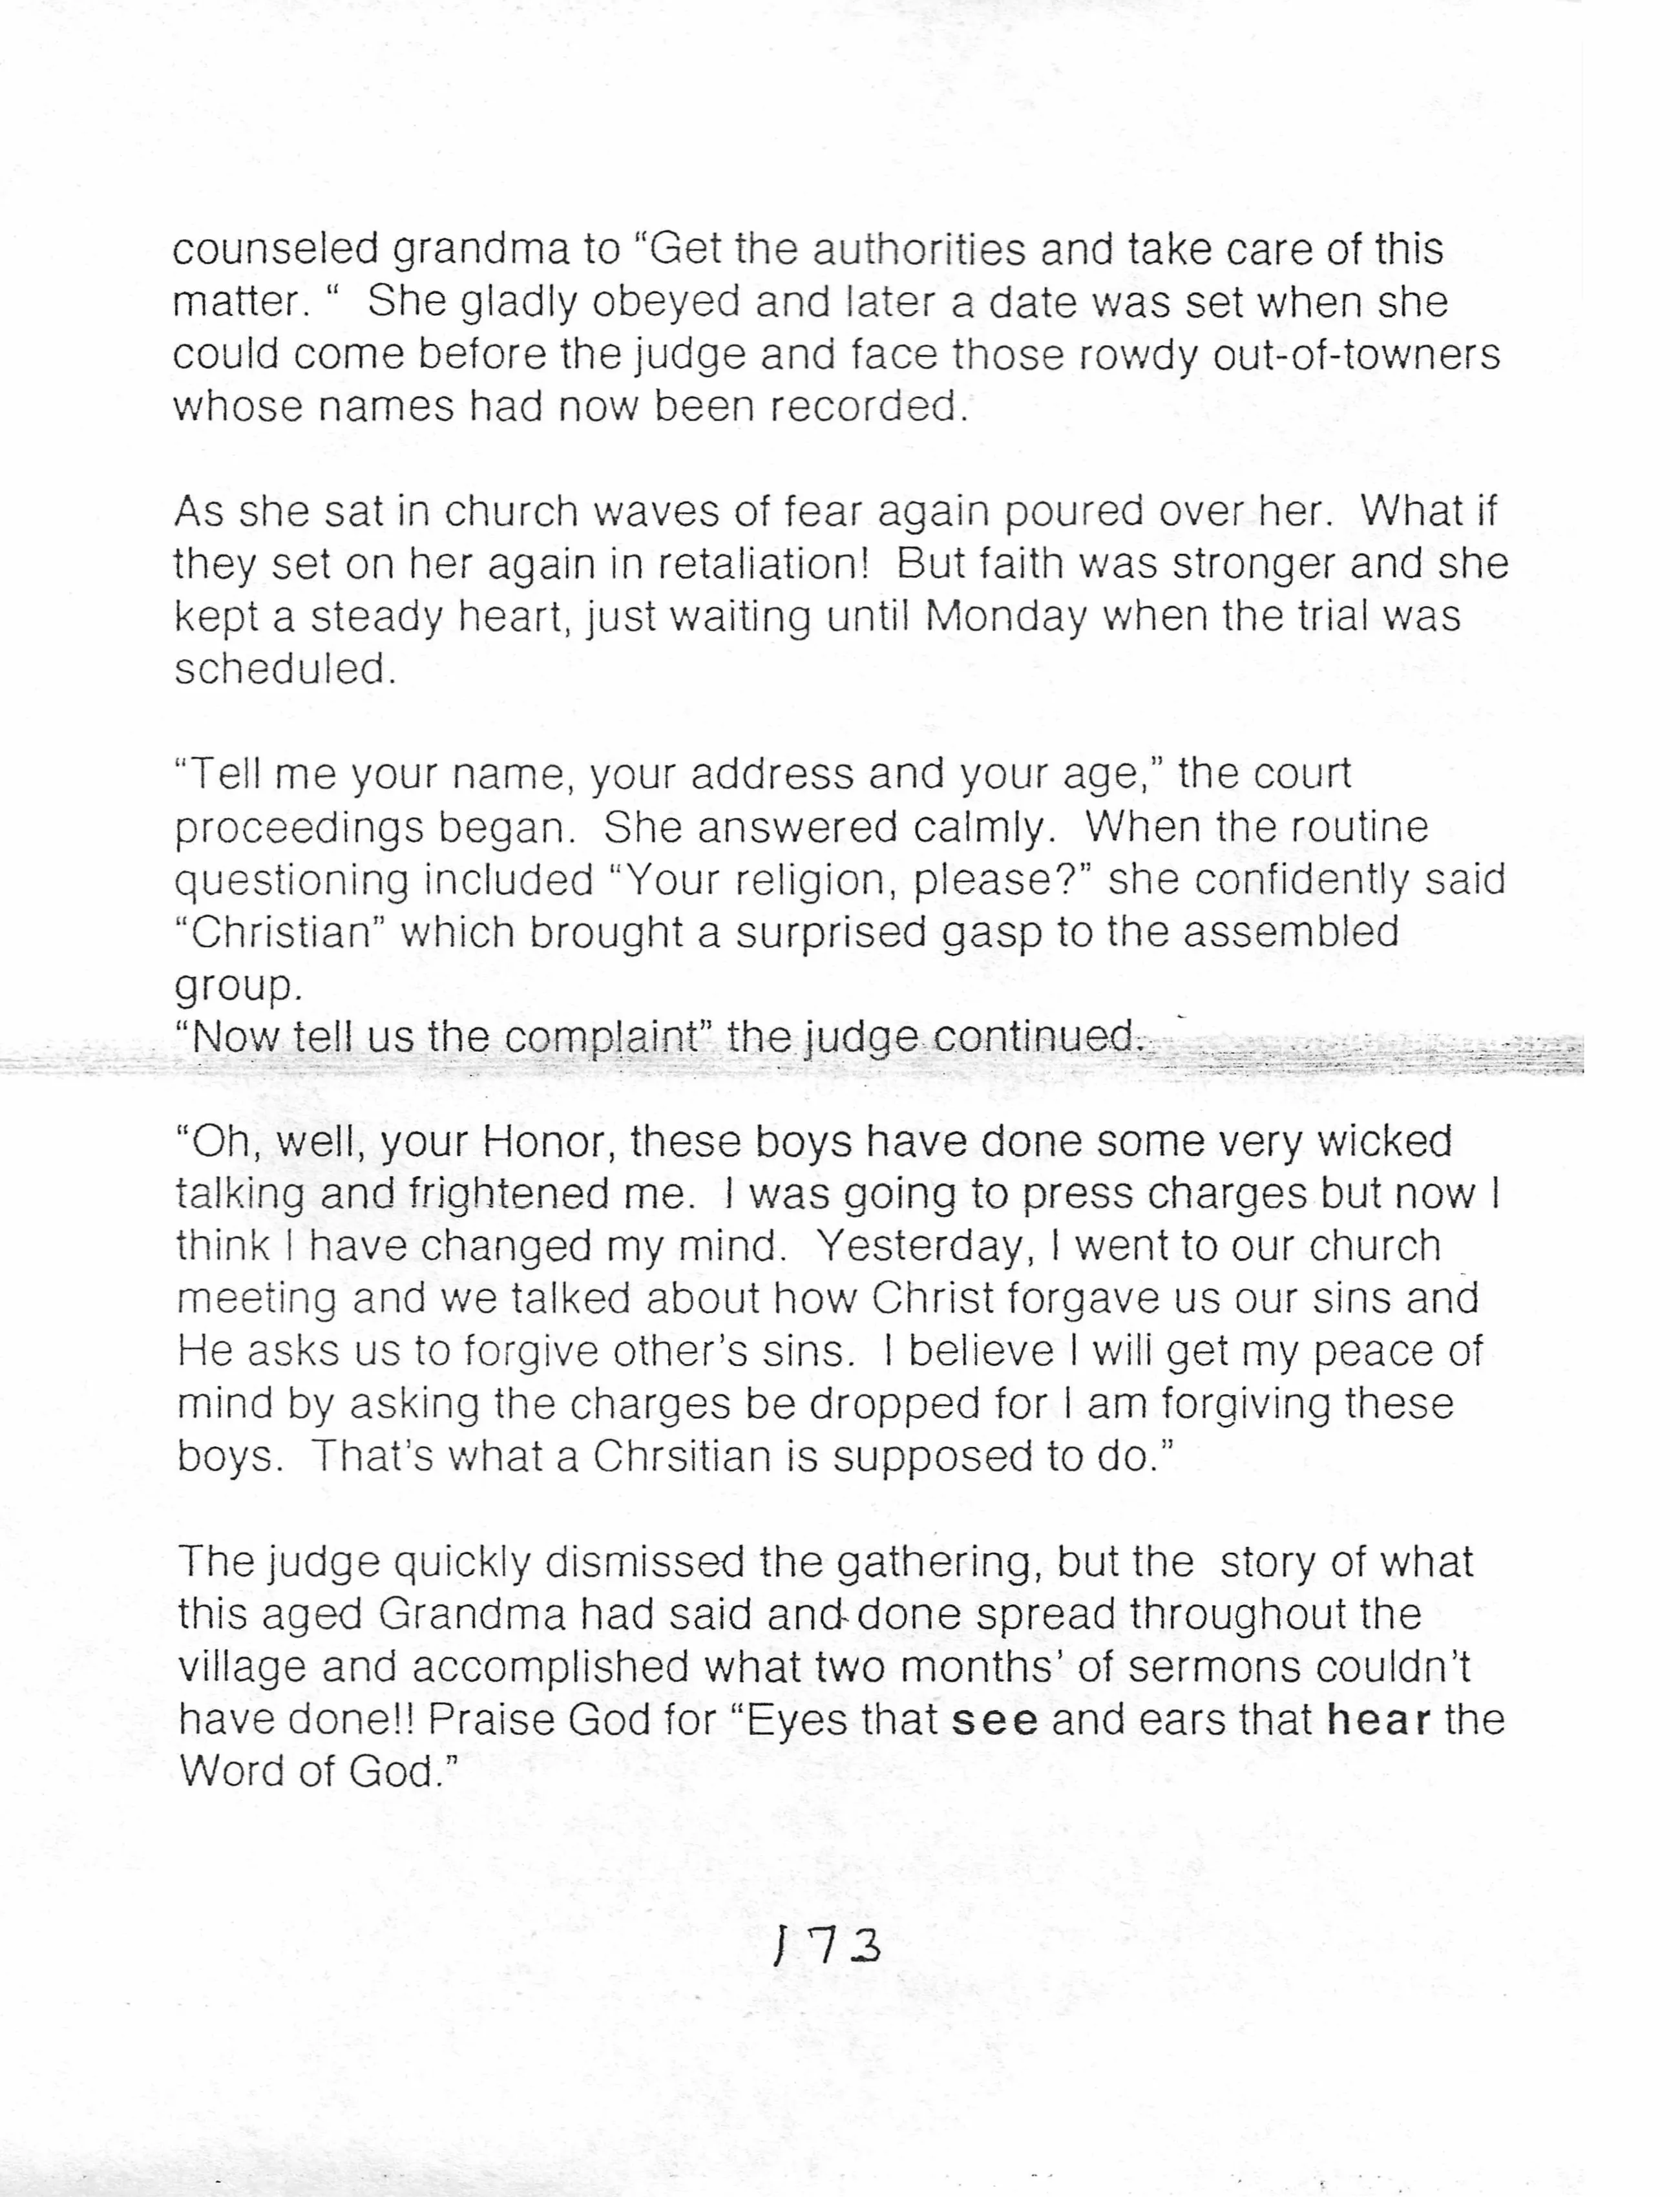 counseled grandma to “Get the authorities and take care of this
matter. “  She gladly obeyed and later a date was set when she
could come before the judge and face those rowdy out-of-towners
whose names had now been recorded.
As she sat in church waves of fear again poured over her.  What if
they set on her again in retaliation!  But faith was stronger and she
kept a steady heart, just waiting until Monday when the trial was
scheduled.
“Tell me your name, your address and your age,” the court
proceedings began.  She answered calmly.  When the routine
questioning included “Your religion, please?” she confidently said
“Christian” which brought a surprised gasp to the assembled
group.
“Now tell us the complaint” the judge continued.
“Oh, well, your Honor, these boys have done some very wicked
talking and frightened me.  I was going to press charges but now I
think I have changed my mind.  Yesterday, I went to our church
meeting and we talked about how Christ forgave us our sins and
He asks us to forgive other’s sins.  I believe I will get my peace of
mind by asking the charges be dropped for I am forgiving these
boys.  That’s what a Chrsitian is supposed to do.”
The judge quickly dismissed the gathering, but the  story of what
this aged Grandma had said and done spread throughout the
village and accomplished what two months’ of sermons couldn’t
have done!! Praise God for “Eyes that see and ears that hear the
Word of God.”
173